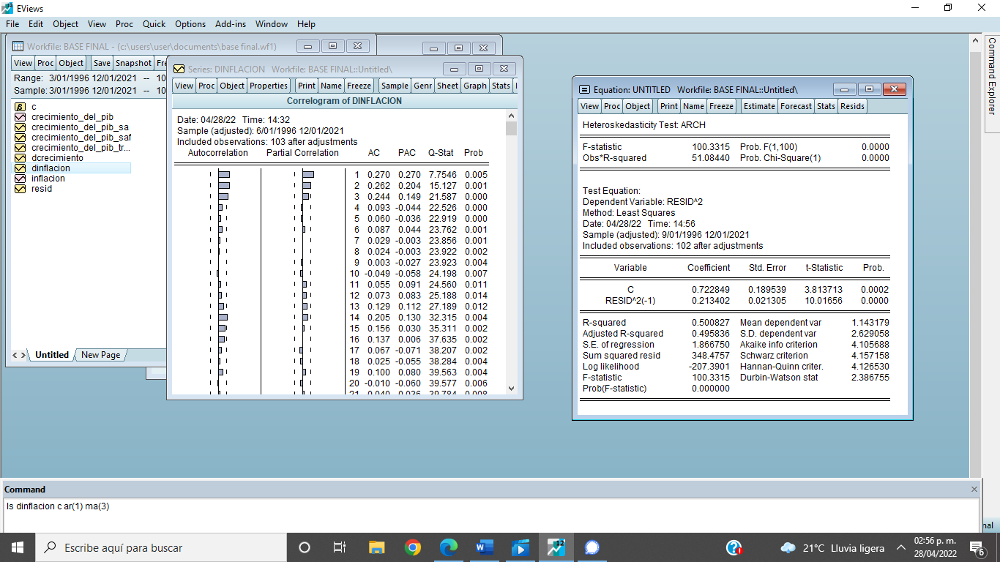 EViews
File Edit Object View Proc Quick Options Add-ins Window Help
Workfile: BASE FINAL - (c:\users\user\documents\base final.wf1)
View Proc Object Save Snapshot Fre
Range: 3/01/1996 12/01/2021 -- 10
Sample: 3/01/1996 12/01/2021 -- 10
c
crecimiento_del_pib
crecimiento_del_pib_sa
crecimiento_del_pib_saf
crecimiento_del_pib_tr...
dcrecimiento
dinflacion
inflacion
resid
Untitled New Page
Series: DINFLACION Workfile: BASE FINAL::Untitled\
View Proc Object Properties Print Name Freeze Sample Genr Sheet Graph Stats I
Correlogram of DINFLACION
Date: 04/28/22 Time: 14:32
Sample (adjusted): 6/01/1996 12/01/2021
Included observations: 103 after adjustments
Autocorrelation Partial Correlation AC PAC Q-Stat Prob
1 0.270 0.270 7.7546 0.005
2 0.262 0.204 15.127 0.001
3 0.244 0.149 21.587 0.000
4 0.093 -0.044 22.526 0.000
5 0.060 -0.036 22.919 0.000
6 0.087 0.044 23.762 0.001
7 0.029 -0.003 23.856 0.001
8 0.024 -0.003 23.922 0.002
9 0.003 -0.027 23.923 0.004
10 -0.049 -0.058 24.198 0.007
11 0.055 0.091 24.560 0.011
12 0.073 0.083 25.188 0.014
13 0.129 0.112 27.189 0.012
14 0.205 0.130 32.315 0.004
15 0.156 0.030 35.311 0.002
16 0.137 0.006 37.635 0.002
17 0.067 -0.071 38.207 0.002
18 0.025 -0.055 38.284 0.004
19 0.100 0.080 39.563 0.004
20 -0.010 -0.060 39.577 0.006
21 0.040 0.036 39.784 0.008
Equation: UNTITLED Workfile: BASE FINAL::Untitled\
View Proc Object Print Name Freeze Estimate Forecast Stats Resids
Heteroskedasticity Test: ARCH
F-statistic 100.3315 Prob. F(1,100) 0.0000
Obs*R-squared 51.08440 Prob. Chi-Square(1) 0.0000
Test Equation:
Dependent Variable: RESID^2
Method: Least Squares
Date: 04/28/22 Time: 14:56
Sample (adjusted): 9/01/1996 12/01/2021
Included observations: 102 after adjustments
Variable Coefficient Std. Error t-Statistic Prob.
C 0.722849 0.189539 3.813713 0.0002
RESID^2(-1) 0.213402 0.021305 10.01656 0.0000
R-squared 0.500827 Mean dependent var 1.143179
Adjusted R-squared 0.495836 S.D. dependent var 2.629058
S.E. of regression 1.866750 Akaike info criterion 4.105688
Sum squared resid 348.4757 Schwarz criterion 4.157158
Log likelihood -207.3901 Hannan-Quinn criter. 4.126530
F-statistic 100.3315 Durbin-Watson stat 2.386755
Prob(F-statistic) 0.000000
Command Explorer
Command
ls dinflacion c ar(1) ma(3)
nal
Escribe aquí para buscar
12
21°C Lluvia ligera
02:56 p. m.
28/04/2022
6